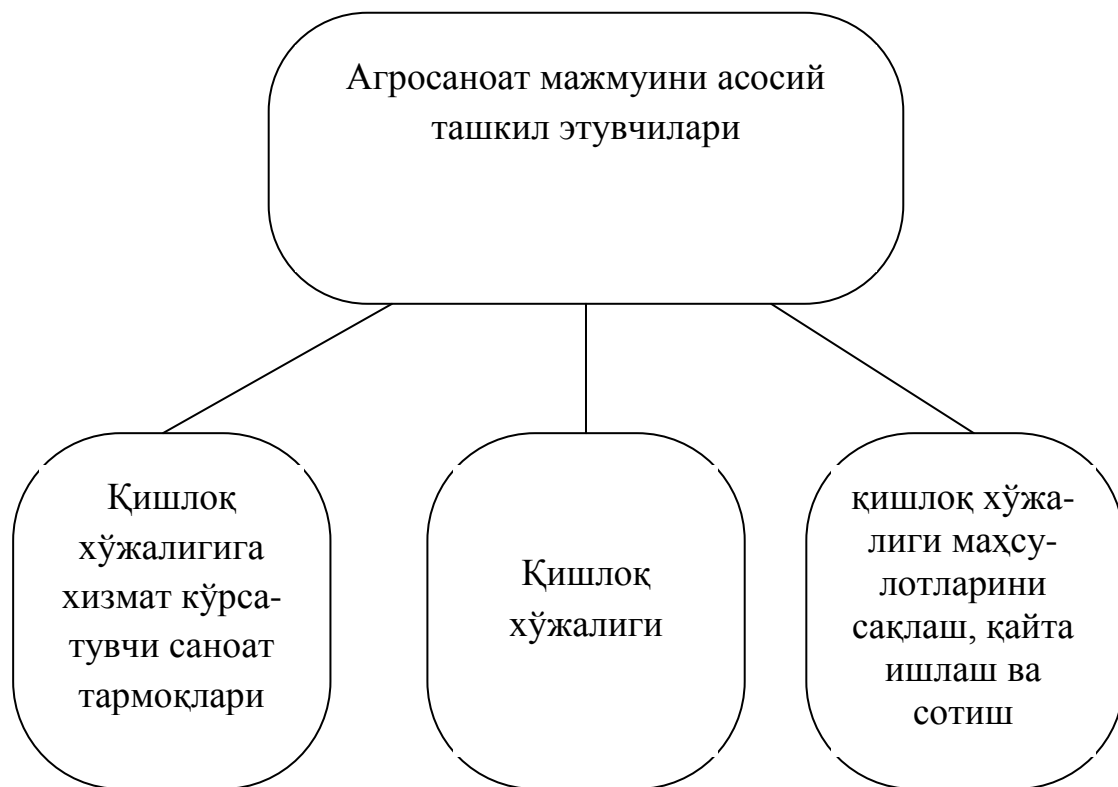 Агросаноат мажмуини асосий
ташкил этувчилари
Қишлоқ
хўжалигига
хизмат кўрса-
тувчи саноат
тармоқлари
Қишлоқ
хўжалиги
қишлоқ хўжа-
лиги маҳсу-
лотларини
сақлаш, қайта
ишлаш ва
сотиш